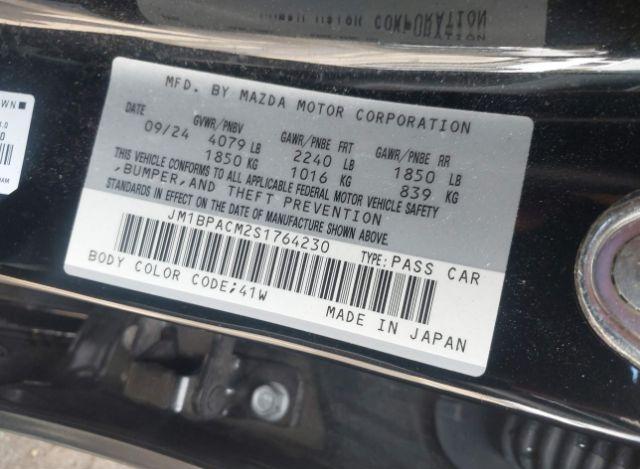 CORPORATION
WN
MFD. BY MAZDA MOTOR CORPORATION
DATE GVWR/PNBV GAWR/PNBE FRT GAWR/PNBE RR
09/24 4079 LB 2240 LB 1850 LB
1850 KG 1016 KG 839 KG
THIS VEHICLE CONFORMS TO ALL APPLICABLE FEDERAL MOTOR VEHICLE SAFETY
,BUMPER,AND THEFT PREVENTION
STANDARDS IN EFFECT ON THE DATE OF MANUFACTURE SHOWN ABOVE.
JM1BPACM2S1764230 TYPE:PASS CAR
BODY COLOR CODE;41W
MADE IN JAPAN